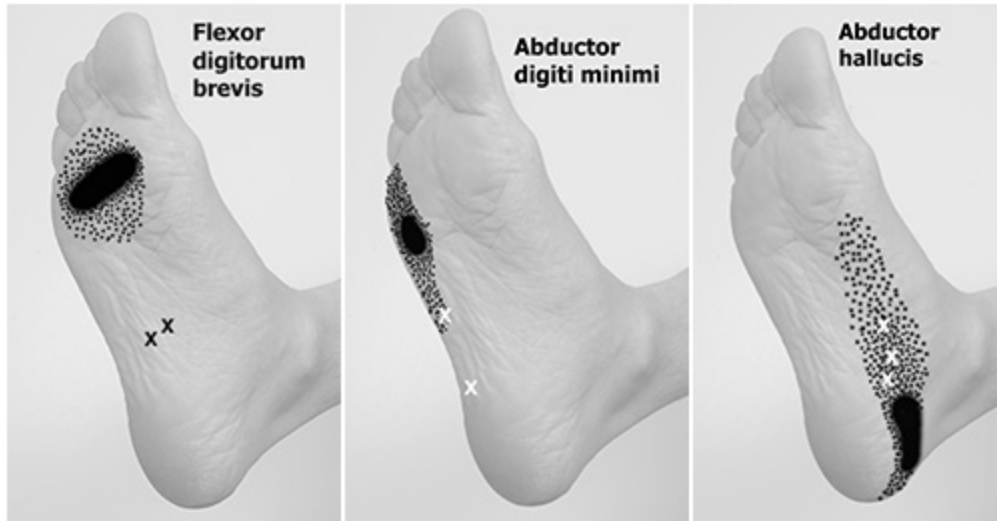 Flexor
digitorum
brevis
Abductor
digiti minimi
Abductor
hallucis
X X
X
X
X
X
X